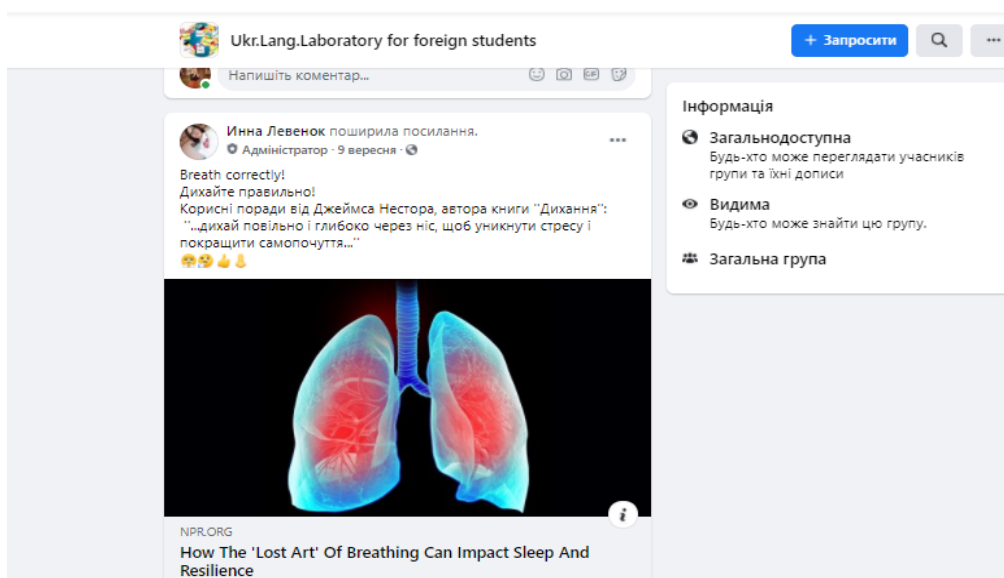 Ukr.Lang.Laboratory for foreign students
+ Запросити
Напишіть коментар...
GIF
Инна Левенок поширила посилання.
Адміністратор · 9 вересня ·
Breath correctly!
Дихайте правильно!
Корисні поради від Джеймса Нестора, автора книги "Дихання":
"...дихай повільно і глибоко через ніс, щоб уникнути стресу і
покращити самопочуття..."
NPR.ORG
How The 'Lost Art' Of Breathing Can Impact Sleep And
Resilience
Інформація
Загальнодоступна
Будь-хто може переглядати учасників
групи та їхні дописи
Видима
Будь-хто може знайти цю групу.
Загальна група